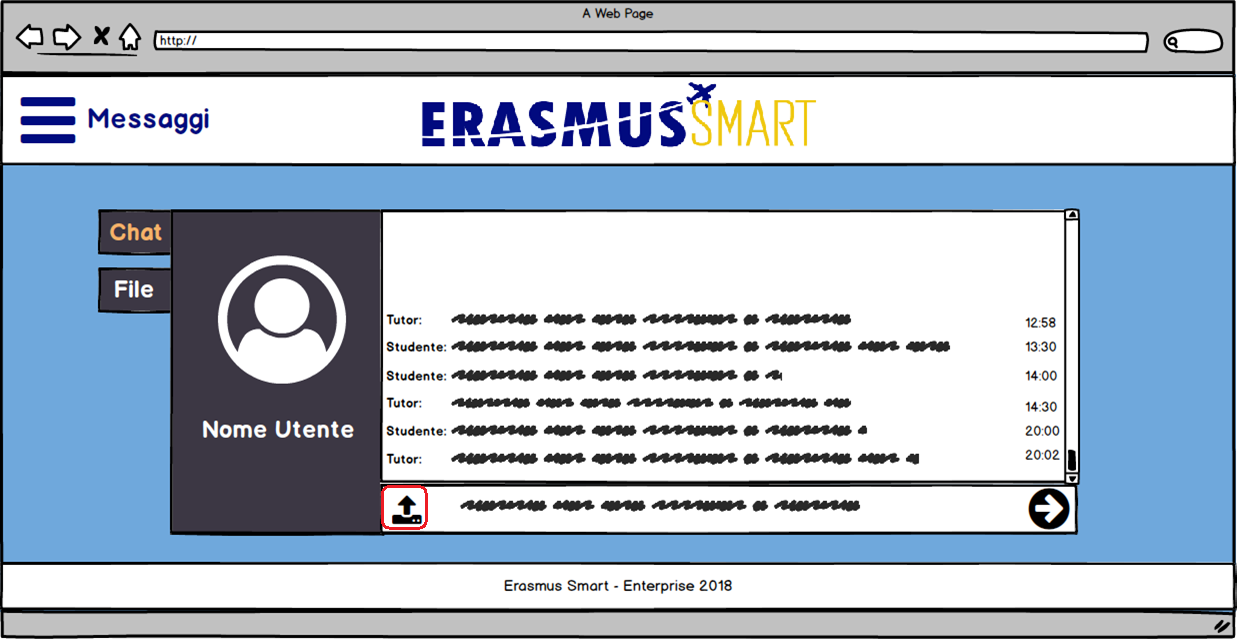 A Web Page
http://
Messaggi
ERASMUS SMART
Chat
File
Nome Utente
Tutor: 12:58
Studente: 13:30
Studente: 14:00
Tutor: 14:30
Studente: 20:00
Tutor: 20:02
Erasmus Smart - Enterprise 2018